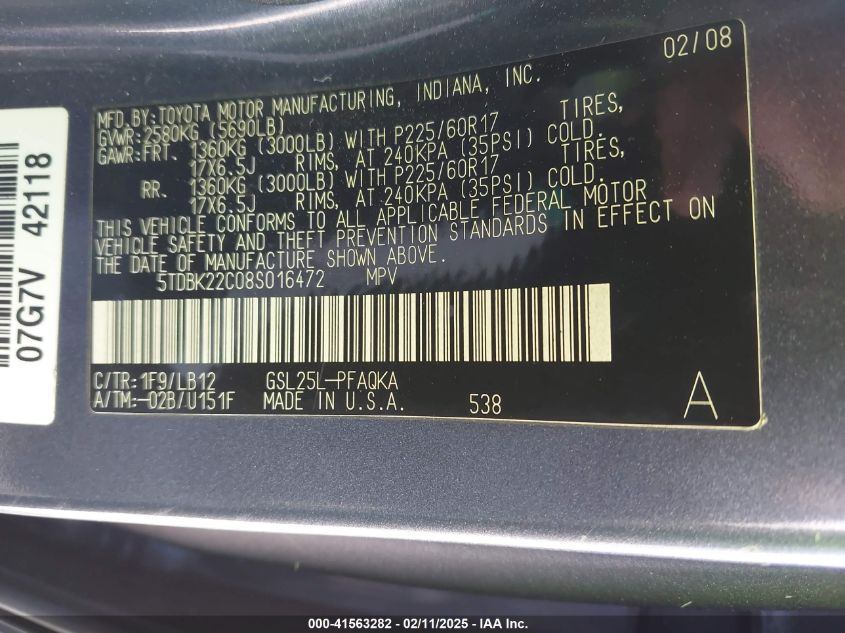 02/08
MFD.BY:TOYOTA MOTOR MANUFACTURING, INDIANA, INC.
GVWR:2580KG (5690LB)
GAWR:FRT. 1360KG (3000LB) WITH P225/60R17 TIRES,
17X6.5J RIMS, AT 240KPA (35PSI) COLD.
RR. 1360KG (3000LB) WITH P225/60R17 TIRES,
17X6.5J RIMS, AT 240KPA (35PSI) COLD.
THIS VEHICLE CONFORMS TO ALL APPLICABLE FEDERAL MOTOR
VEHICLE SAFETY AND THEFT PREVENTION STANDARDS IN EFFECT ON
THE DATE OF MANUFACTURE SHOWN ABOVE.
5TDBK22C08S016472 MPV
C/TR:1F9/LB12 GSL25L-PFAQKA
A/TM:-02B/U151F MADE IN U.S.A. 538 A
07G7V 42118
000-41563282 - 02/11/2025 - IAA Inc.